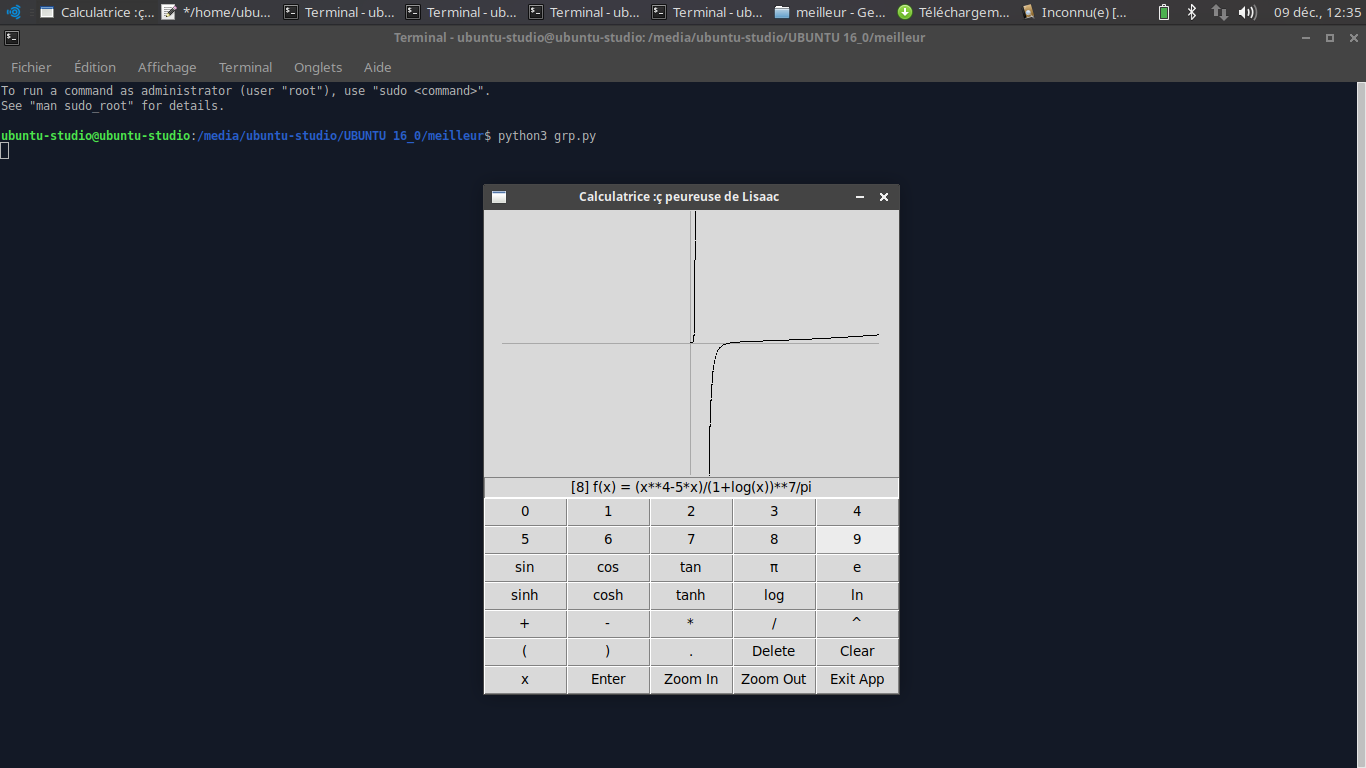 Calculatrice :ç... */home/ubu... Terminal - ub... Terminal - ub... Terminal - ub... Terminal - ub... meilleur - Ge... Téléchargem... Inconnu(e) [... 09 déc., 12:35
Terminal - ubuntu-studio@ubuntu-studio: /media/ubuntu-studio/UBUNTU 16_0/meilleur
Fichier Édition Affichage Terminal Onglets Aide
To run a command as administrator (user "root"), use "sudo <command>".
See "man sudo_root" for details.
ubuntu-studio@ubuntu-studio:/media/ubuntu-studio/UBUNTU 16_0/meilleur$ python3 grp.py
Calculatrice :ç peureuse de Lisaac
[8] f(x) = (x**4-5*x)/(1+log(x))**7/pi
0 1 2 3 4
5 6 7 8 9
sin cos tan π e
sinh cosh tanh log ln
+ - * / ^
( ) . Delete Clear
x Enter Zoom In Zoom Out Exit App